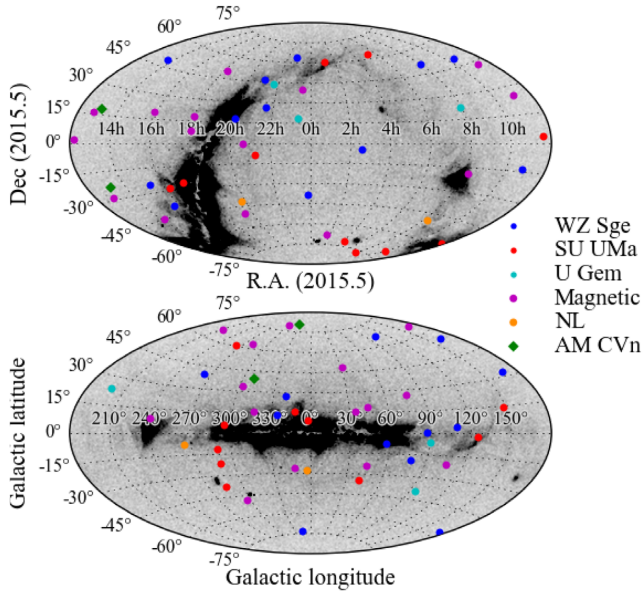 75°
60°
45°
30°
15°
0°
-15°
-30°
-45°
-60°
-75°
14h 16h 18h 20h 22h 0h 2h 4h 6h 8h 10h
Dec (2015.5)
R.A. (2015.5)
WZ Sge
SU UMa
U Gem
Magnetic
NL
AM CVn
75°
60°
45°
30°
15°
0°
-15°
-30°
-45°
-60°
-75°
210° 240° 270° 300° 330° 0° 30° 60° 90° 120° 150°
Galactic latitude
Galactic longitude